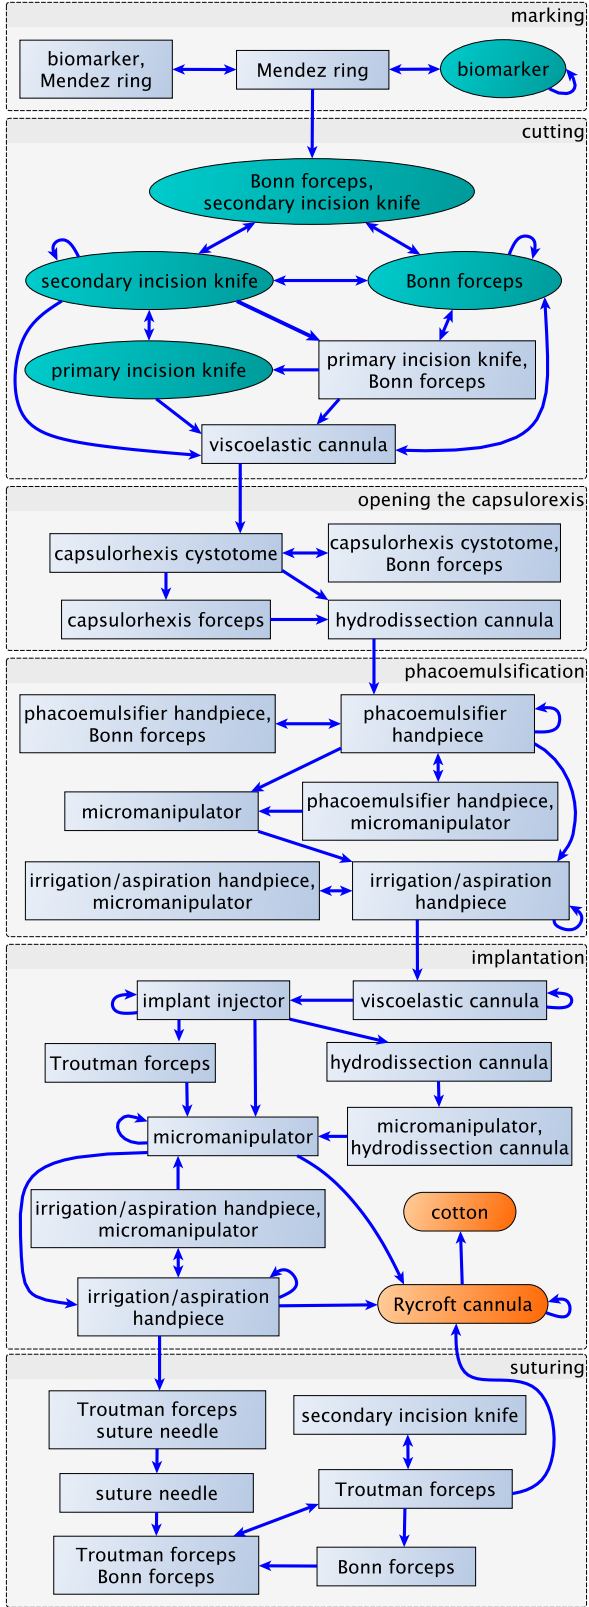 marking
biomarker,
Mendez ring
Mendez ring
biomarker
cutting
Bonn forceps,
secondary incision knife
secondary incision knife
Bonn forceps
primary incision knife
primary incision knife,
Bonn forceps
viscoelastic cannula
opening the capsulorexis
capsulorhexis cystotome
capsulorhexis cystotome,
Bonn forceps
capsulorhexis forceps
hydrodissection cannula
phacoemulsification
phacoemulsifier handpiece,
Bonn forceps
phacoemulsifier
handpiece
micromanipulator
phacoemulsifier handpiece,
micromanipulator
irrigation/aspiration handpiece,
micromanipulator
irrigation/aspiration
handpiece
implantation
implant injector
viscoelastic cannula
Troutman forceps
hydrodissection cannula
micromanipulator
micromanipulator,
hydrodissection cannula
irrigation/aspiration handpiece,
micromanipulator
cotton
irrigation/aspiration
handpiece
Rycroft cannula
suturing
Troutman forceps
suture needle
secondary incision knife
suture needle
Troutman forceps
Troutman forceps
Bonn forceps
Bonn forceps